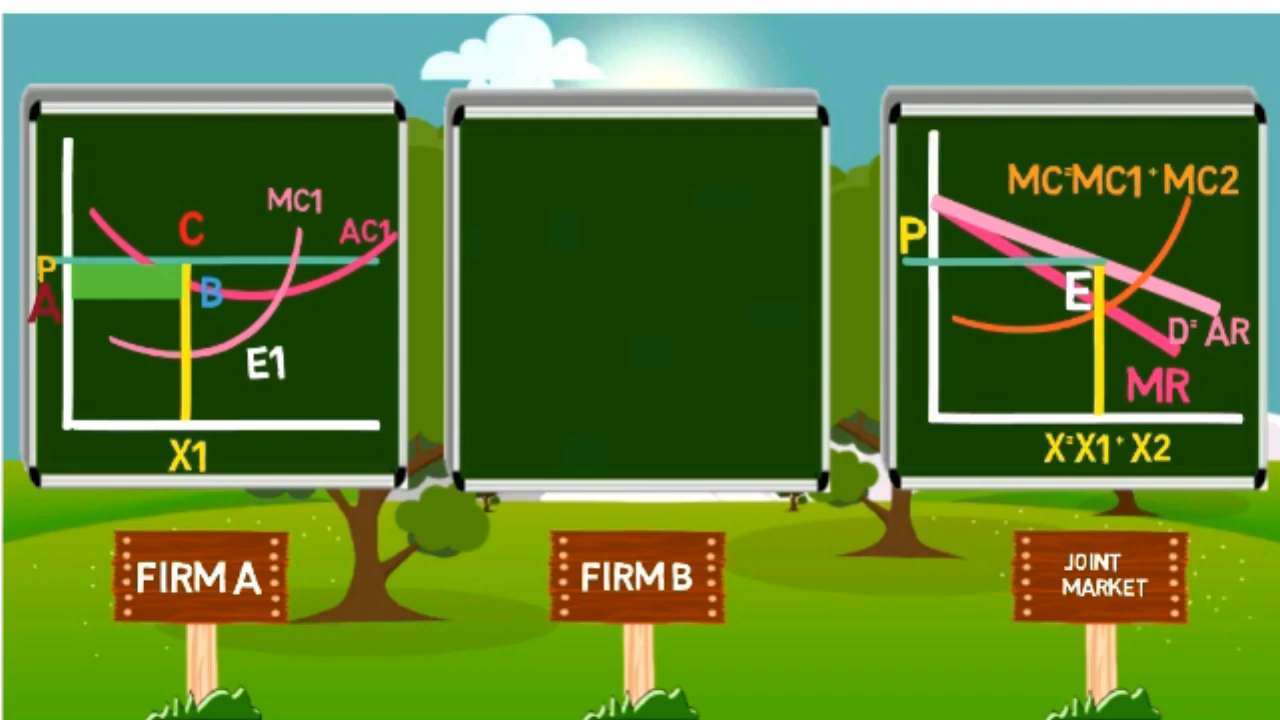 MC1
C
AC1
P
A
B
E1
X1
MC=MC1+MC2
P
E
D=AR
MR
X=X1+X2
FIRM A
FIRM B
JOINT
MARKET